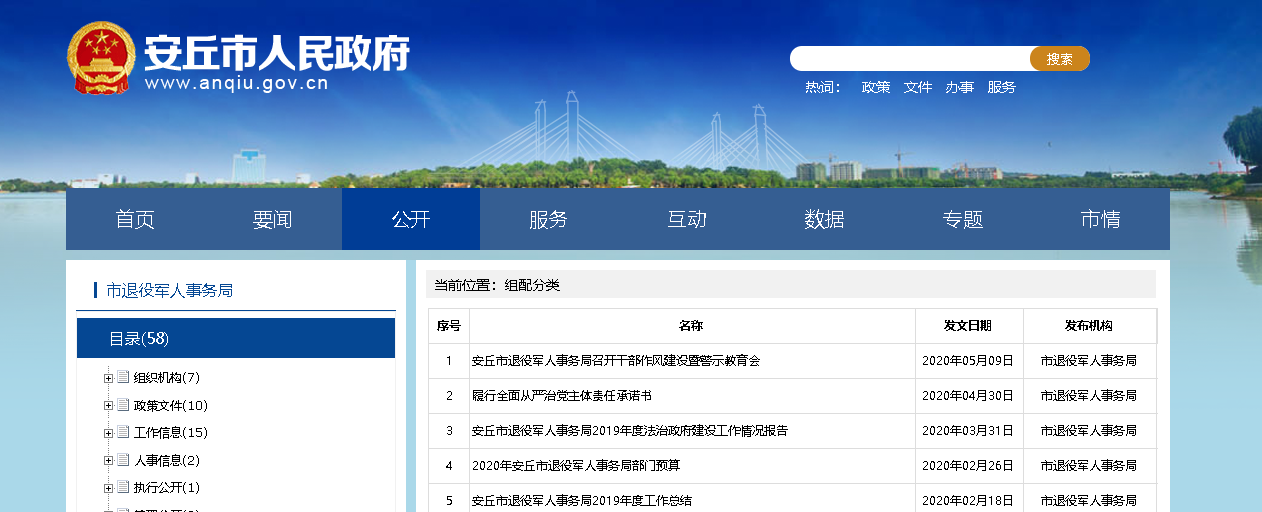 安丘市人民政府
www.anqiu.gov.cn
搜索
热词： 政策 文件 办事 服务
首页 要闻 公开 服务 互动 数据 专题 市情
市退役军人事务局
目录(58)
组织机构(7)
政策文件(10)
工作信息(15)
人事信息(2)
执行公开(1)
当前位置：组配分类
序号 名称 发文日期 发布机构
1 安丘市退役军人事务局召开干部作风建设暨警示教育会 2020年05月09日 市退役军人事务局
2 履行全面从严治党主体责任承诺书 2020年04月30日 市退役军人事务局
3 安丘市退役军人事务局2019年度法治政府建设工作情况报告 2020年03月31日 市退役军人事务局
4 2020年安丘市退役军人事务局部门预算 2020年02月26日 市退役军人事务局
5 安丘市退役军人事务局2019年度工作总结 2020年02月18日 市退役军人事务局